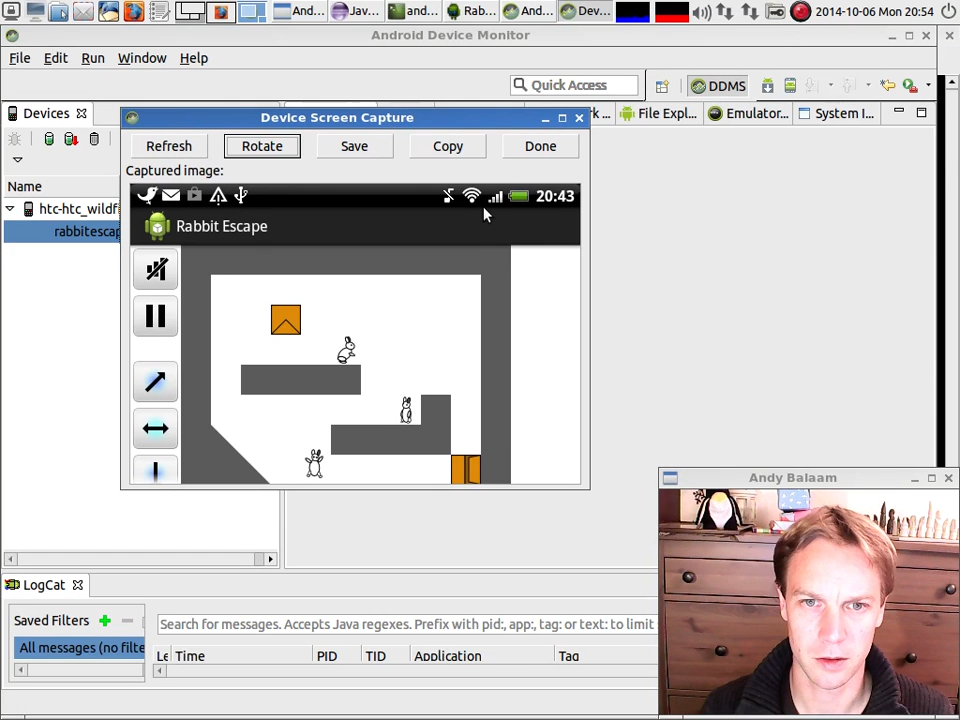 And... Jav... and... Rab... And... Dev... 2014-10-06 Mon 20:54
Android Device Monitor
File Edit Run Window Help
Quick Access DDMS
Devices rk ... File Expl... Emulator... System I...
Device Screen Capture
Refresh Rotate Save Copy Done
Captured image:
Name
20:43
htc-htc_wildf
Rabbit Escape
rabbitescap
Andy Balaam
LogCat
Saved Filters
Search for messages. Accepts Java regexes. Prefix with pid:, app:, tag: or text: to limit
All messages (no filte
Le Time PID TID Application Tag